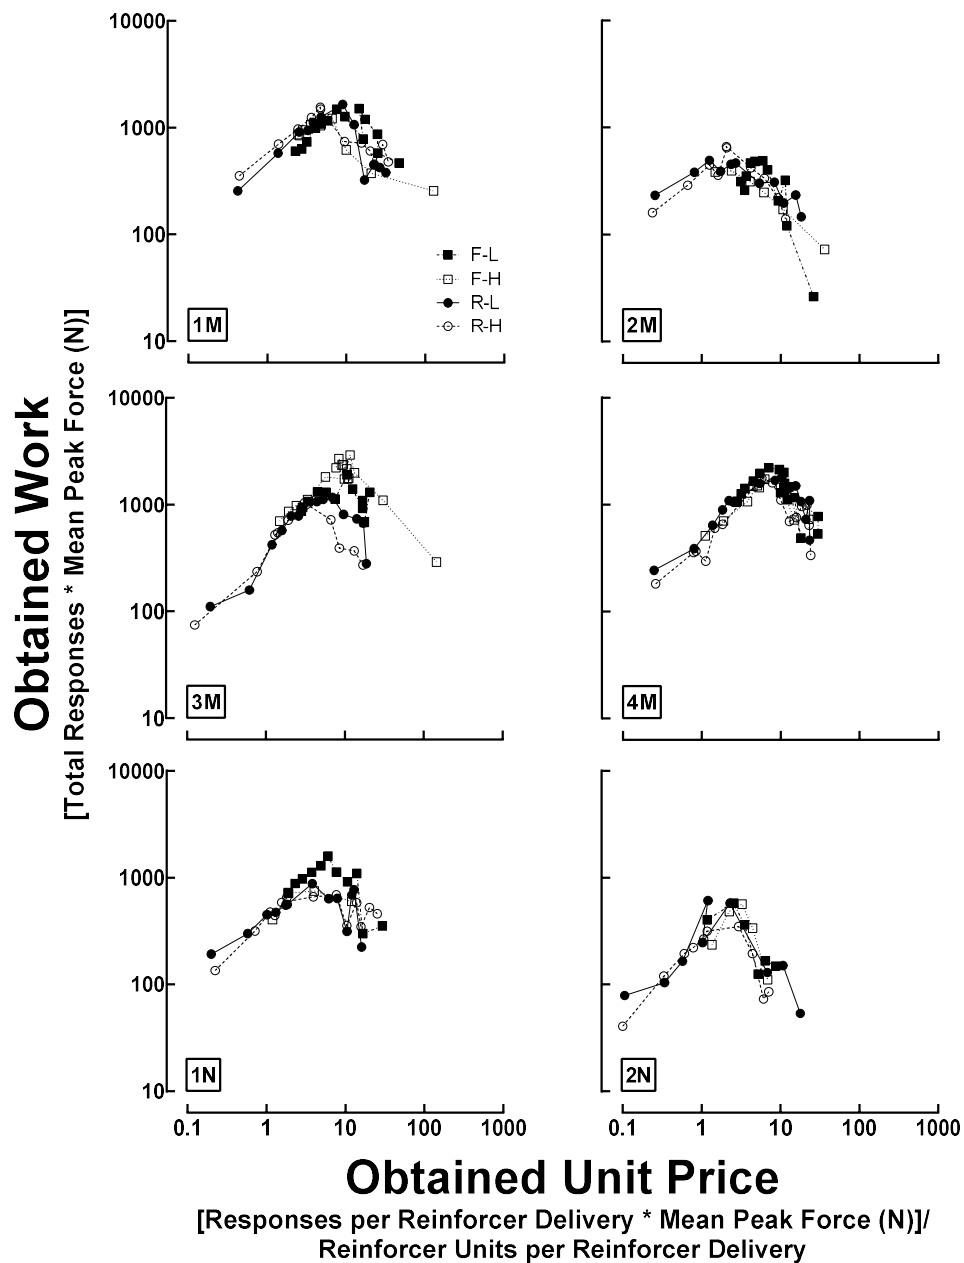 Obtained Work
[Total Responses * Mean Peak Force (N)]
10000
1000
100
10
1M
F-L
F-H
R-L
R-H
2M
10000
1000
100
10
3M
4M
10000
1000
100
10
1N
2N
0.1 1 10 100 1000
0.1 1 10 100 1000
Obtained Unit Price
[Responses per Reinforcer Delivery * Mean Peak Force (N)]/
Reinforcer Units per Reinforcer Delivery